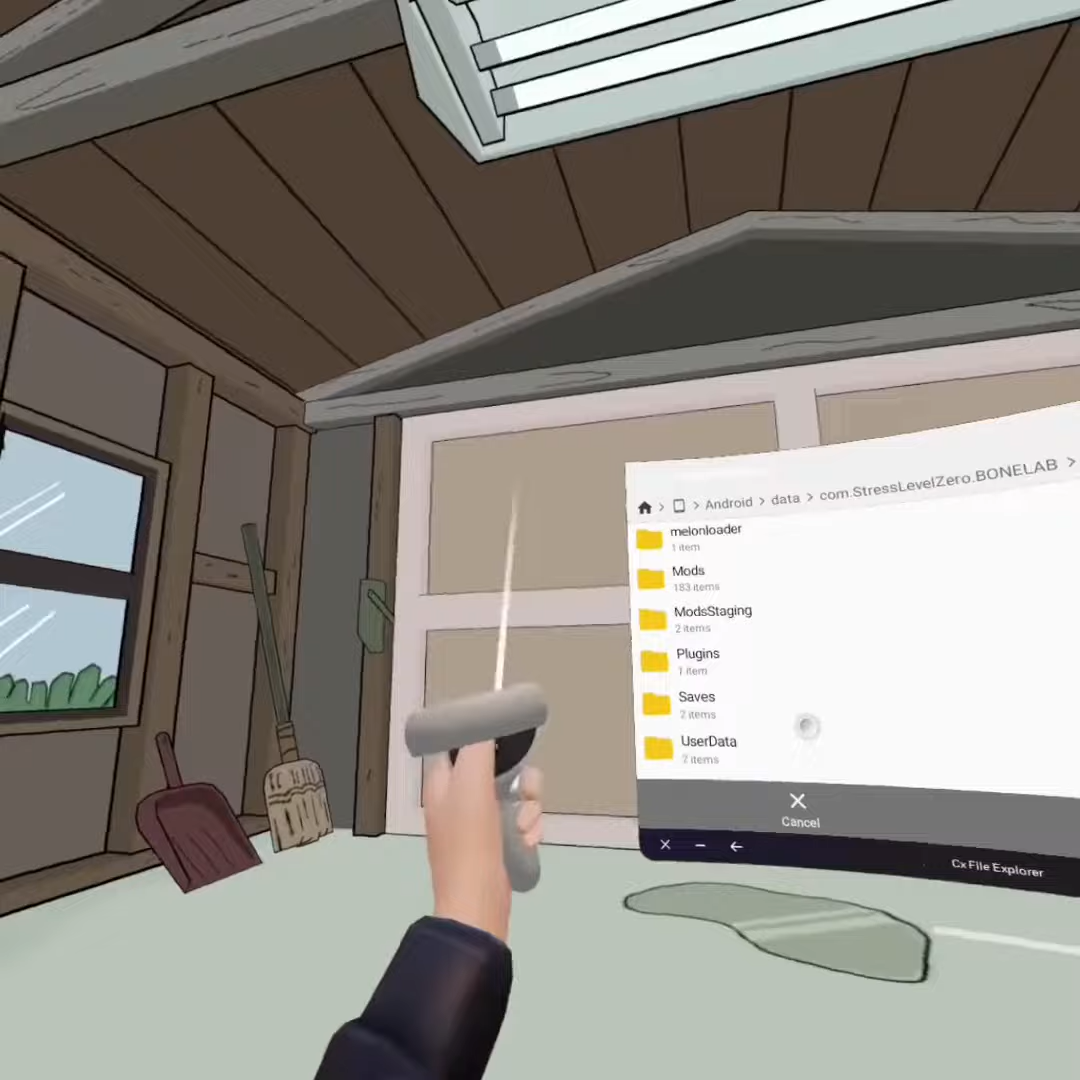 Android > data > com.StressLevelZero.BONELAB >
melonloader
1 item
Mods
183 items
ModsStaging
2 items
Plugins
1 item
Saves
2 items
UserData
7 items
Cancel
Cx File Explorer